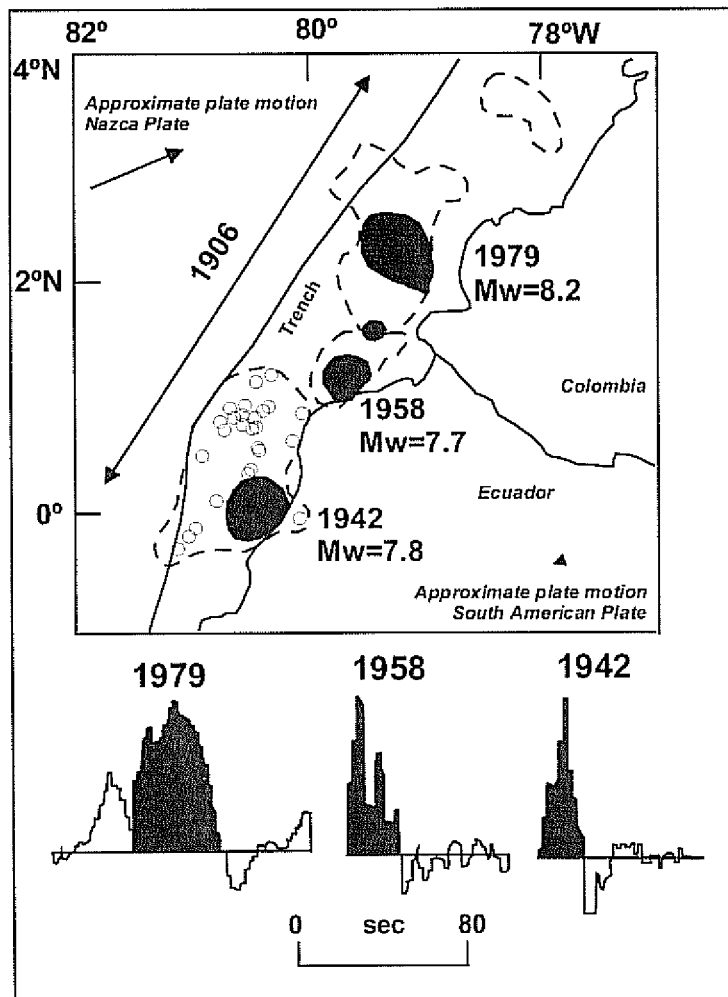 82º 80º 78ºW
4ºN
Approximate plate motion
Nazca Plate
1906
2ºN
Trench
1979
Mw=8.2
Colombia
1958
Mw=7.7
Ecuador
0º
1942
Mw=7.8
Approximate plate motion
South American Plate
1979 1958 1942
0 sec 80